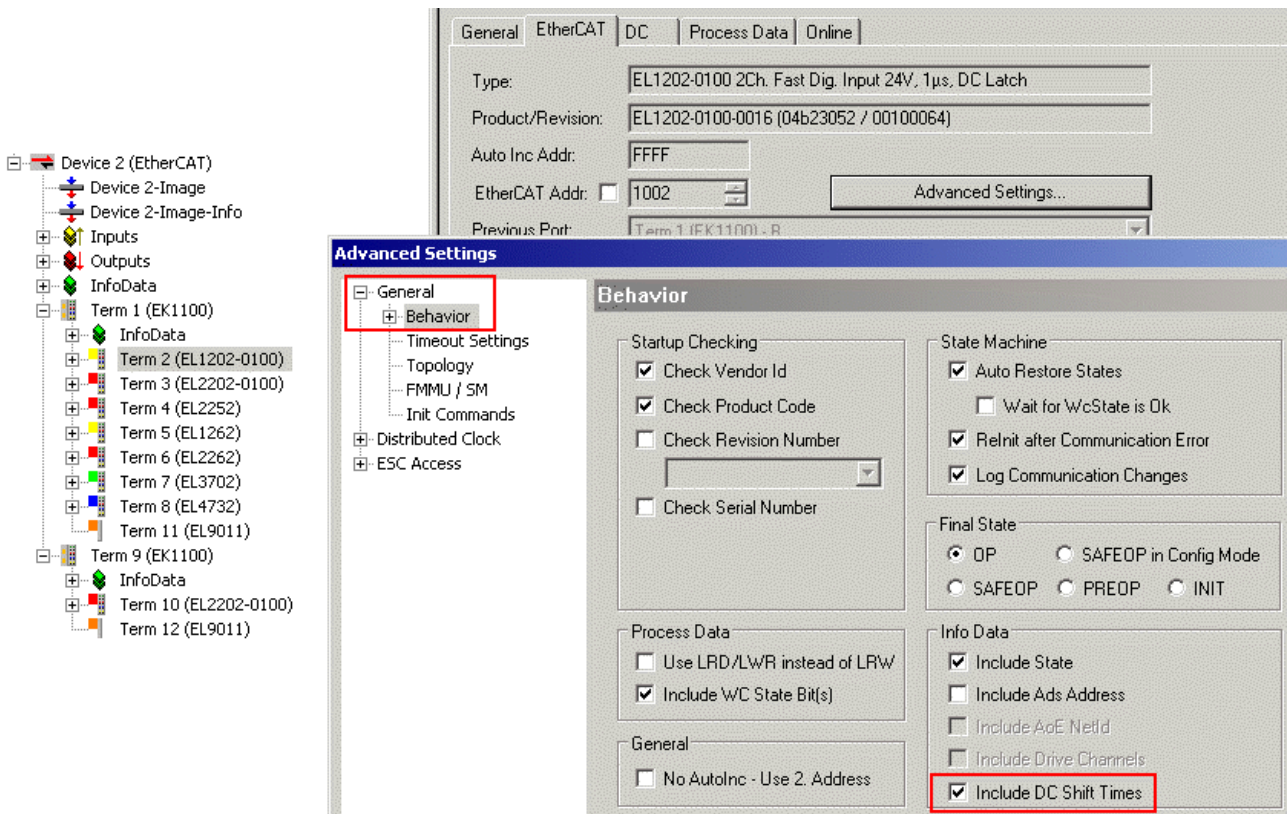 General EtherCAT DC Process Data Online
Type: EL1202-0100 2Ch. Fast Dig. Input 24V, 1µs, DC Latch
Product/Revision: EL1202-0100-0016 (04b23052 / 00100064)
Auto Inc Addr: FFFF
EtherCAT Addr: 1002 Advanced Settings...
Previous Port: Term 1 (EK1100) - B
Device 2 (EtherCAT)
Device 2-Image
Device 2-Image-Info
Inputs
Outputs
InfoData
Term 1 (EK1100)
InfoData
Term 2 (EL1202-0100)
Term 3 (EL2202-0100)
Term 4 (EL2252)
Term 5 (EL1262)
Term 6 (EL2262)
Term 7 (EL3702)
Term 8 (EL4732)
Term 11 (EL9011)
Term 9 (EK1100)
InfoData
Term 10 (EL2202-0100)
Term 12 (EL9011)
Advanced Settings
General
Behavior
Timeout Settings
Topology
FMMU / SM
Init Commands
Distributed Clock
ESC Access
Behavior
Startup Checking
Check Vendor Id
Check Product Code
Check Revision Number
Check Serial Number
State Machine
Auto Restore States
Wait for WcState is Ok
ReInit after Communication Error
Log Communication Changes
Final State
OP SAFEOP in Config Mode
SAFEOP PREOP INIT
Process Data
Use LRD/LWR instead of LRW
Include WC State Bit(s)
General
No AutoInc - Use 2. Address
Info Data
Include State
Include Ads Address
Include AoE NetId
Include Drive Channels
Include DC Shift Times